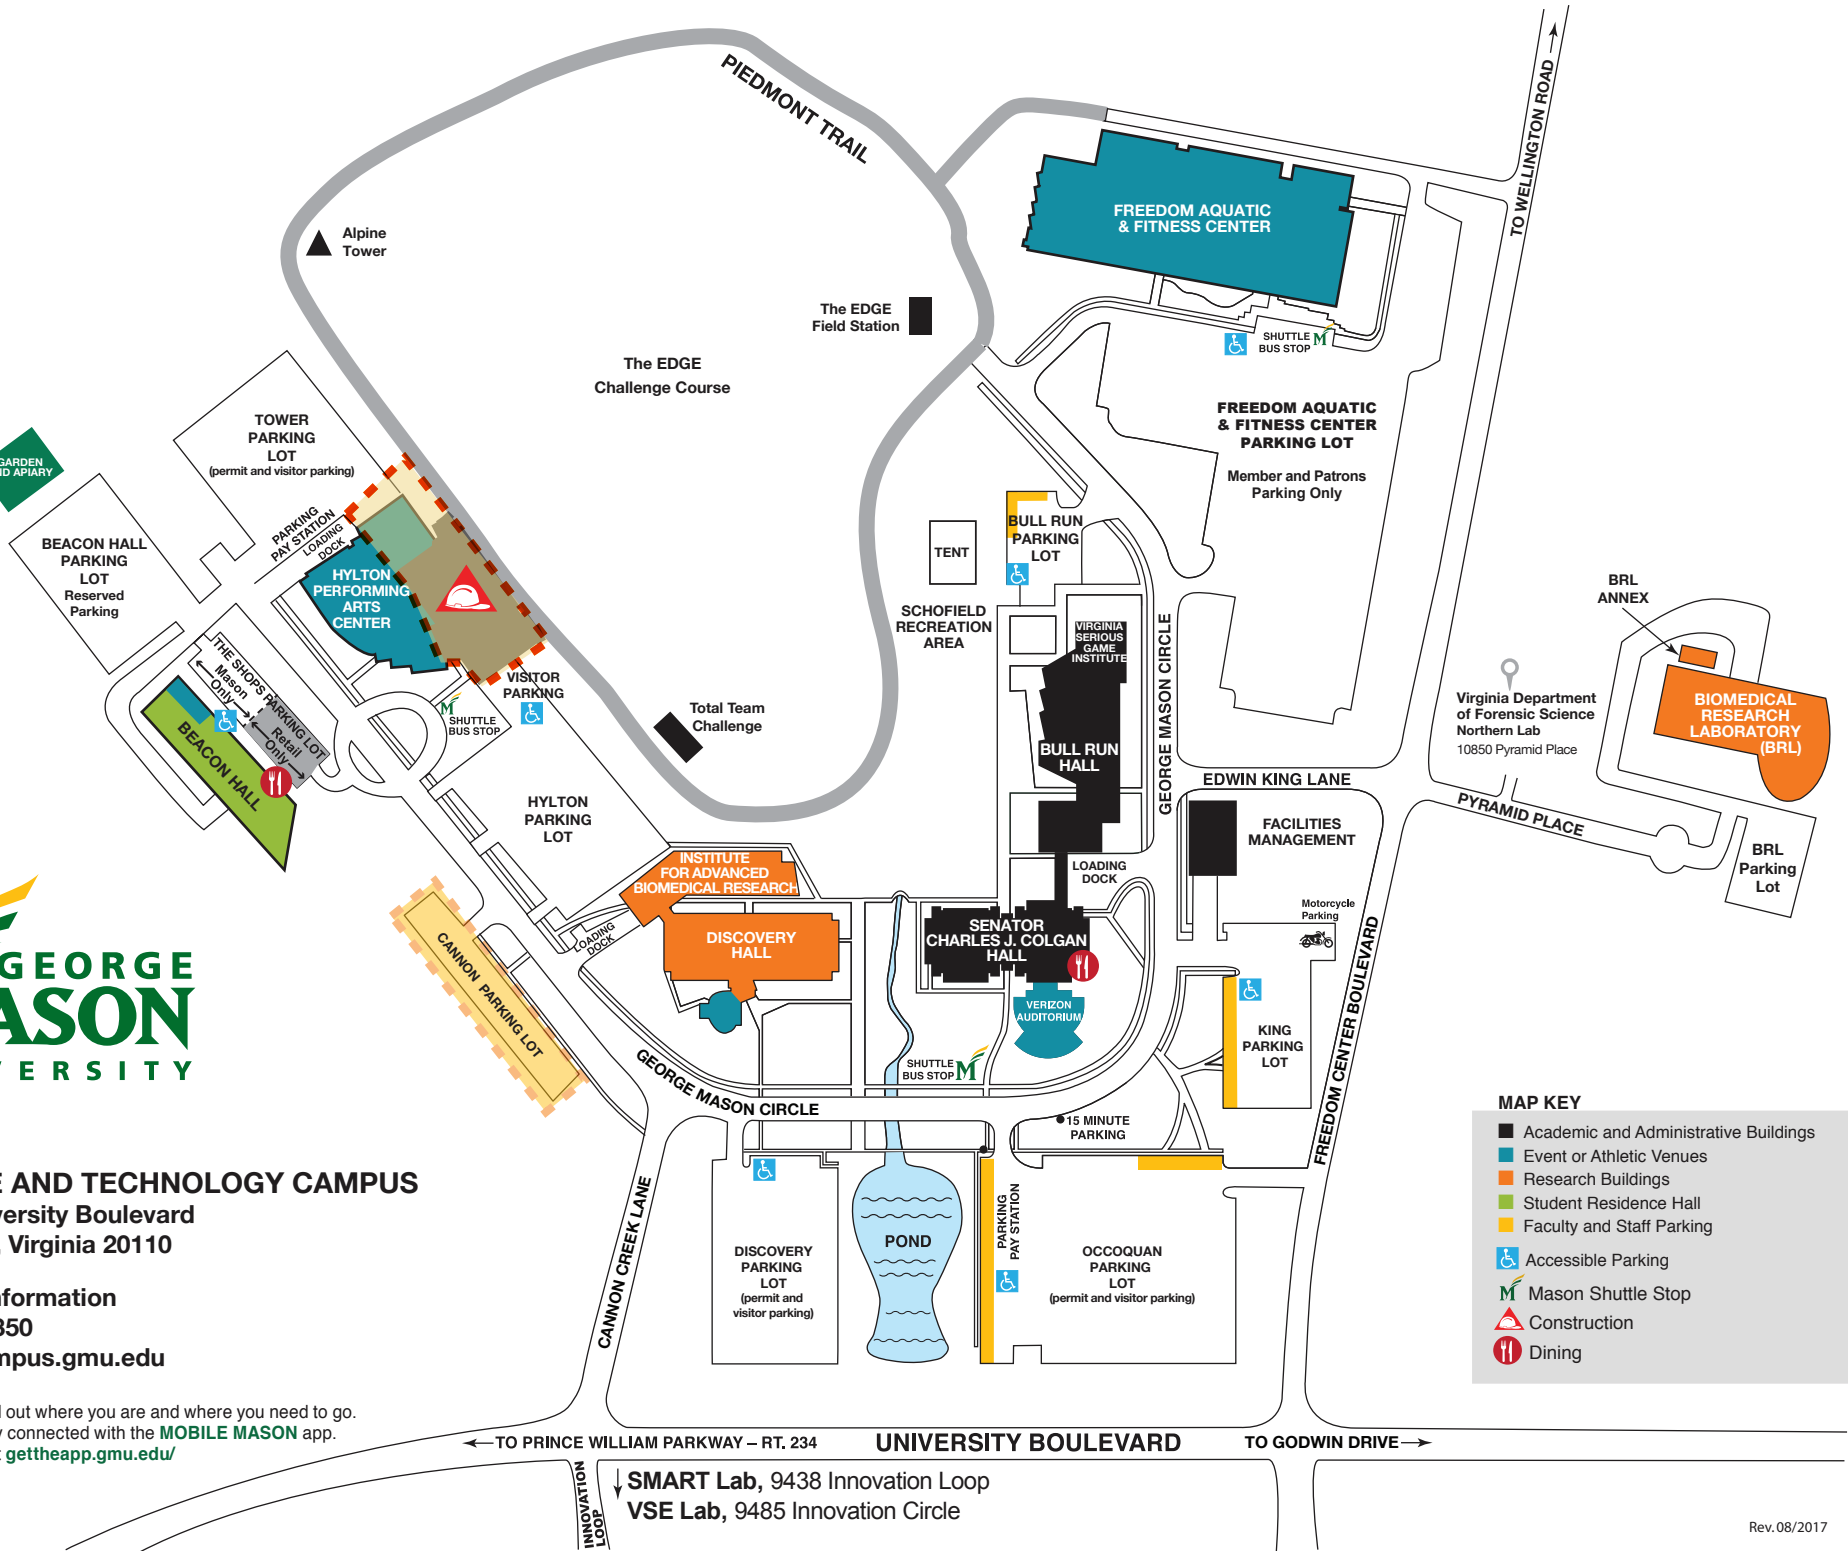 PIEDMONT TRAIL
TO WELLINGTON ROAD
FREEDOM AQUATIC
& FITNESS CENTER
Alpine
Tower
The EDGE
Field Station
SHUTTLE
BUS STOP
The EDGE
Challenge Course
FREEDOM AQUATIC
& FITNESS CENTER
PARKING LOT
Member and Patrons
Parking Only
TOWER
PARKING
LOT
(permit and visitor parking)
GARDEN
APIARY
BEACON HALL
PARKING
LOT
Reserved
Parking
PARKING
PAY STATION
LOADING
DOCK
HYLTON
PERFORMING
ARTS
CENTER
VISITOR
PARKING
SHUTTLE
BUS STOP
THE SHOPS PARKING LOT
Mason
Only
Retail
Only
BEACON HALL
Total Team
Challenge
HYLTON
PARKING
LOT
TENT
BULL RUN
PARKING
LOT
SCHOFIELD
RECREATION
AREA
VIRGINIA
SERIOUS
GAME
INSTITUTE
BULL RUN
HALL
GEORGE MASON CIRCLE
EDWIN KING LANE
BRL
ANNEX
Virginia Department
of Forensic Science
Northern Lab
10850 Pyramid Place
BIOMEDICAL
RESEARCH
LABORATORY
(BRL)
PYRAMID PLACE
BRL
Parking
Lot
FACILITIES
MANAGEMENT
LOADING
DOCK
Motorcycle
Parking
INSTITUTE
FOR ADVANCED
BIOMEDICAL RESEARCH
DISCOVERY
HALL
LOADING
DOCK
SENATOR
CHARLES J. COLGAN
HALL
VERIZON
AUDITORIUM
SHUTTLE
BUS STOP
KING
PARKING
LOT
FREEDOM CENTER BOULEVARD
CANNON PARKING LOT
GEORGE MASON CIRCLE
15 MINUTE
PARKING
GEORGE
ASON
ERSITY
CANNON CREEK LANE
DISCOVERY
PARKING
LOT
(permit and
visitor parking)
POND
PARKING
PAY STATION
OCCOQUAN
PARKING
LOT
(permit and visitor parking)
MAP KEY
Academic and Administrative Buildings
Event or Athletic Venues
Research Buildings
Student Residence Hall
Faculty and Staff Parking
Accessible Parking
Mason Shuttle Stop
Construction
Dining
E AND TECHNOLOGY CAMPUS
versity Boulevard
, Virginia 20110
nformation
350
mpus.gmu.edu
out where you are and where you need to go.
connected with the MOBILE MASON app.
gettheapp.gmu.edu/
TO PRINCE WILLIAM PARKWAY – RT. 234
UNIVERSITY BOULEVARD
TO GODWIN DRIVE
INNOVATION
LOOP
SMART Lab, 9438 Innovation Loop
VSE Lab, 9485 Innovation Circle
Rev. 08/2017